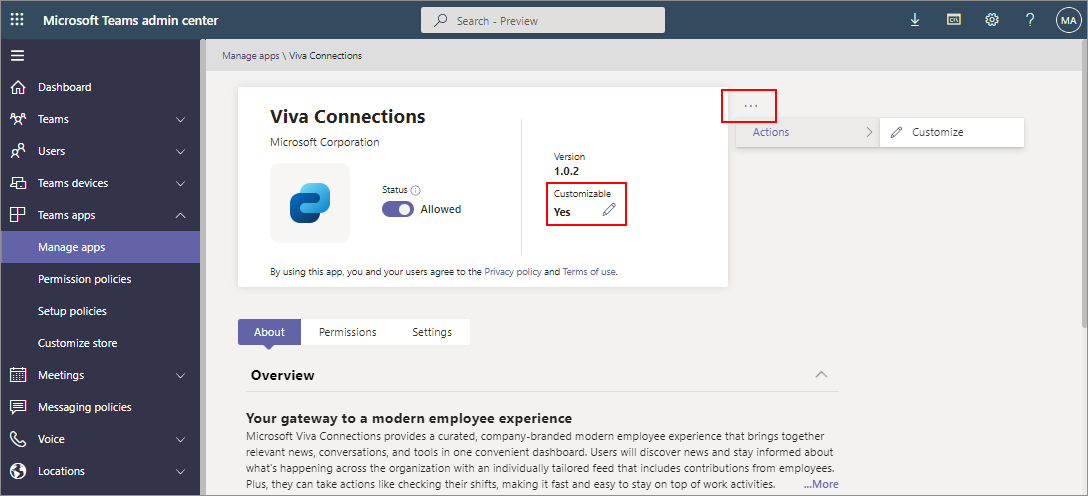 Microsoft Teams admin center
Search - Preview
MA
Dashboard
Teams
Users
Teams devices
Teams apps
Manage apps
Permission policies
Setup policies
Customize store
Meetings
Messaging policies
Voice
Locations
Manage apps \ Viva Connections
Viva Connections
Microsoft Corporation
Status
Allowed
Version
1.0.2
Customizable
Yes
By using this app, you and your users agree to the Privacy policy and Terms of use.
...
Actions
Customize
About
Permissions
Settings
Overview
Your gateway to a modern employee experience
Microsoft Viva Connections provides a curated, company-branded modern employee experience that brings together
relevant news, conversations, and tools in one convenient dashboard. Users will discover news and stay informed about
what's happening across the organization with an individually tailored feed that includes contributions from employees.
Plus, they can take actions like checking their shifts, making it fast and easy to stay on top of work activities. ...More